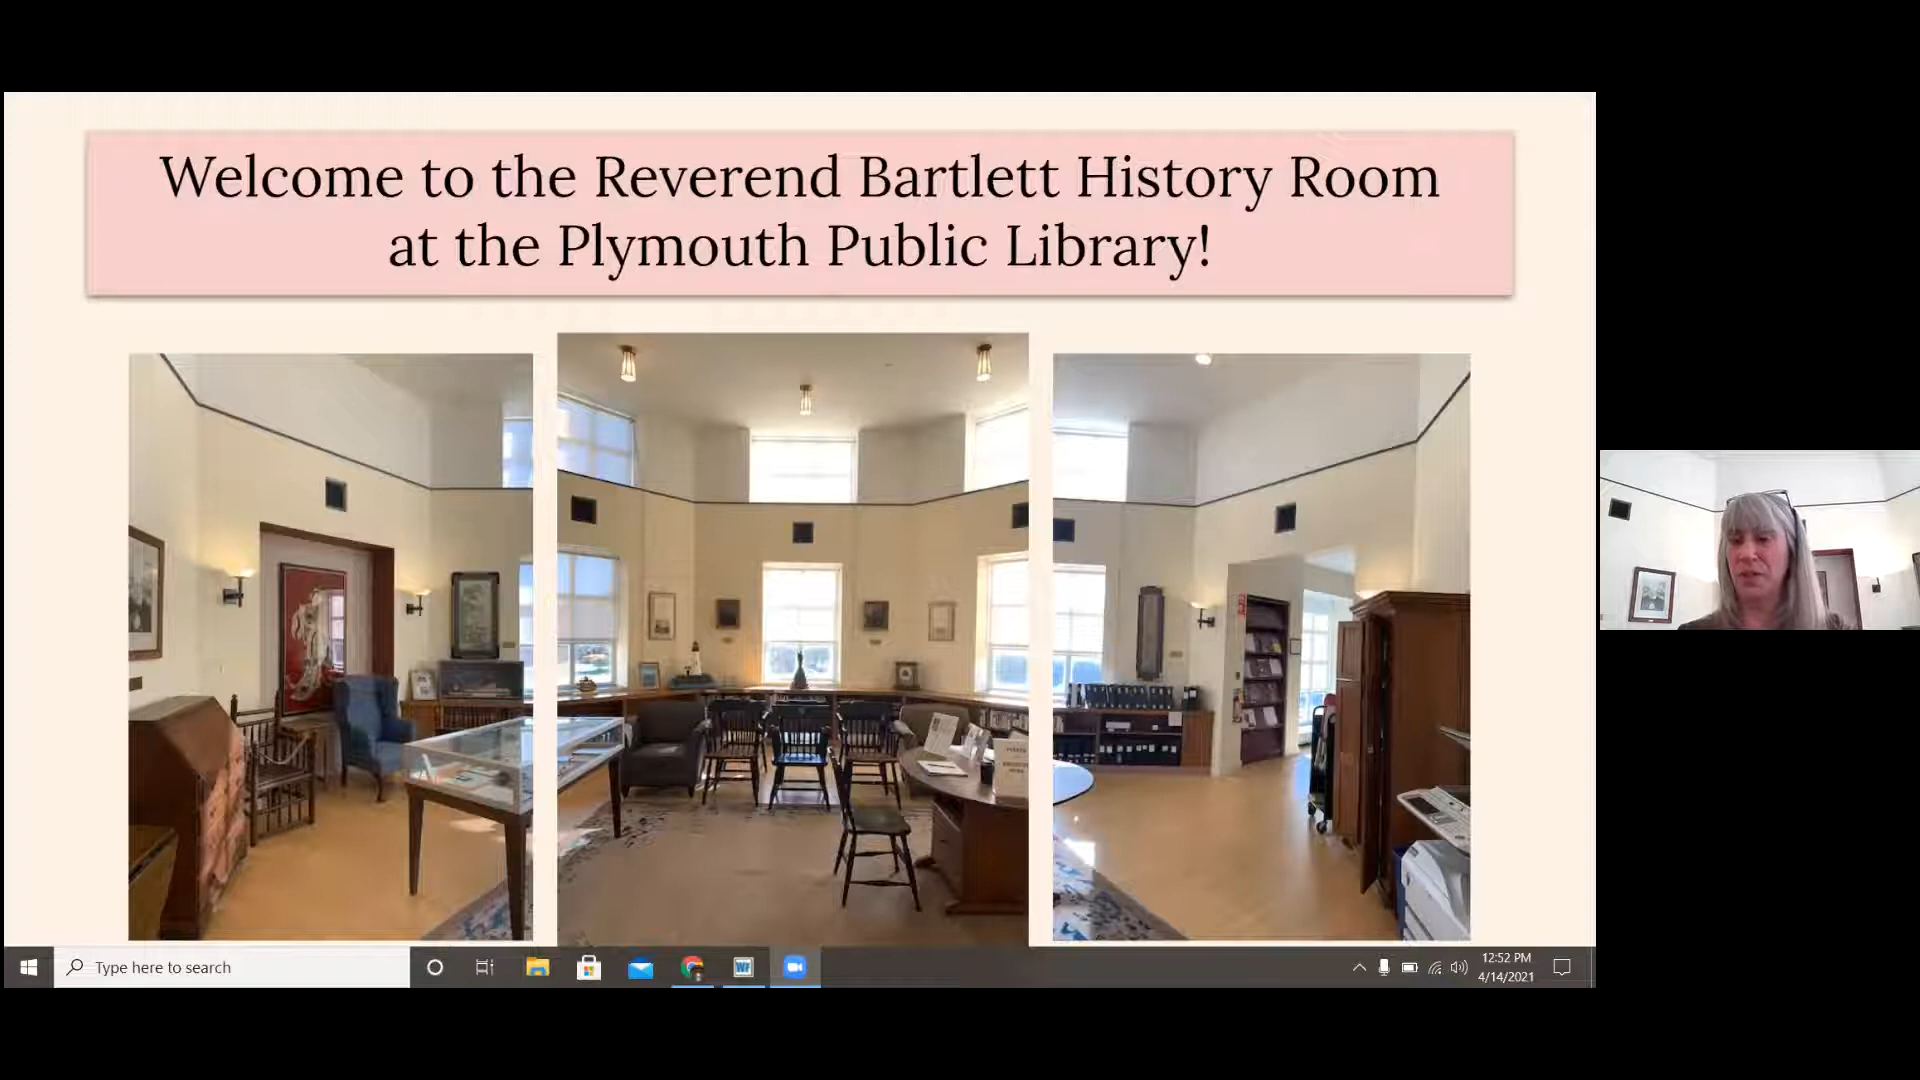 Welcome to the Reverend Bartlett History Room
at the Plymouth Public Library!
Type here to search
12:52 PM
4/14/2021